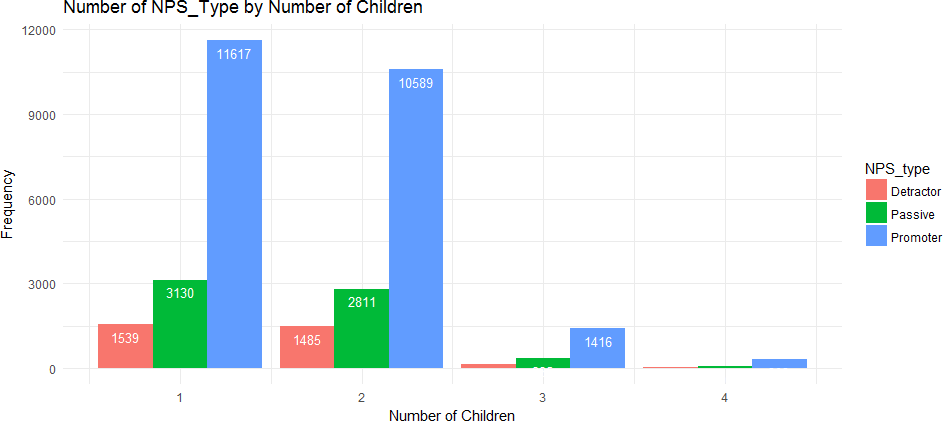 Number of NPS_Type by Number of Children
12000
9000
6000
3000
0
Frequency
11617
3130
1539
10589
2811
1485
1416
1
2
3
4
Number of Children
NPS_type
Detractor
Passive
Promoter